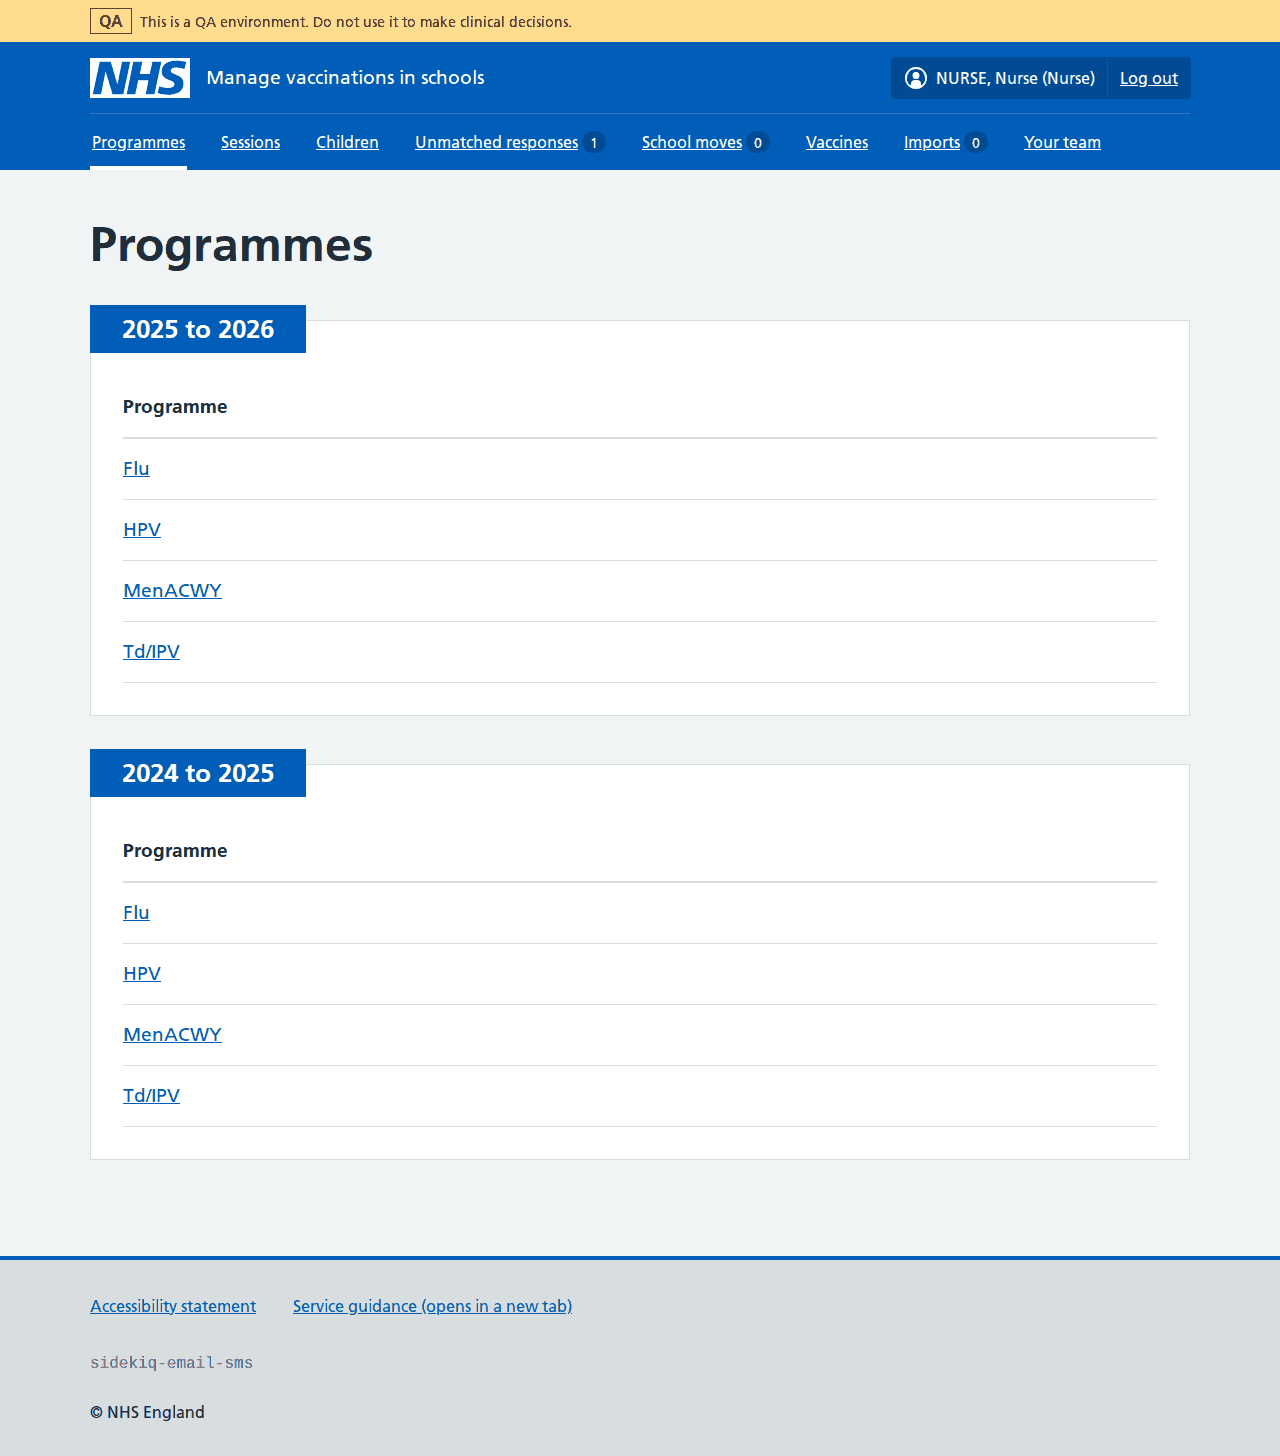 QA This is a QA environment. Do not use it to make clinical decisions.
NHS Manage vaccinations in schools NURSE, Nurse (Nurse) Log out
Programmes Sessions Children Unmatched responses 1 School moves 0 Vaccines Imports 0 Your team
Programmes
2025 to 2026
Programme
Flu
HPV
MenACWY
Td/IPV
2024 to 2025
Programme
Flu
HPV
MenACWY
Td/IPV
Accessibility statement Service guidance (opens in a new tab)
sidekiq-email-sms
© NHS England